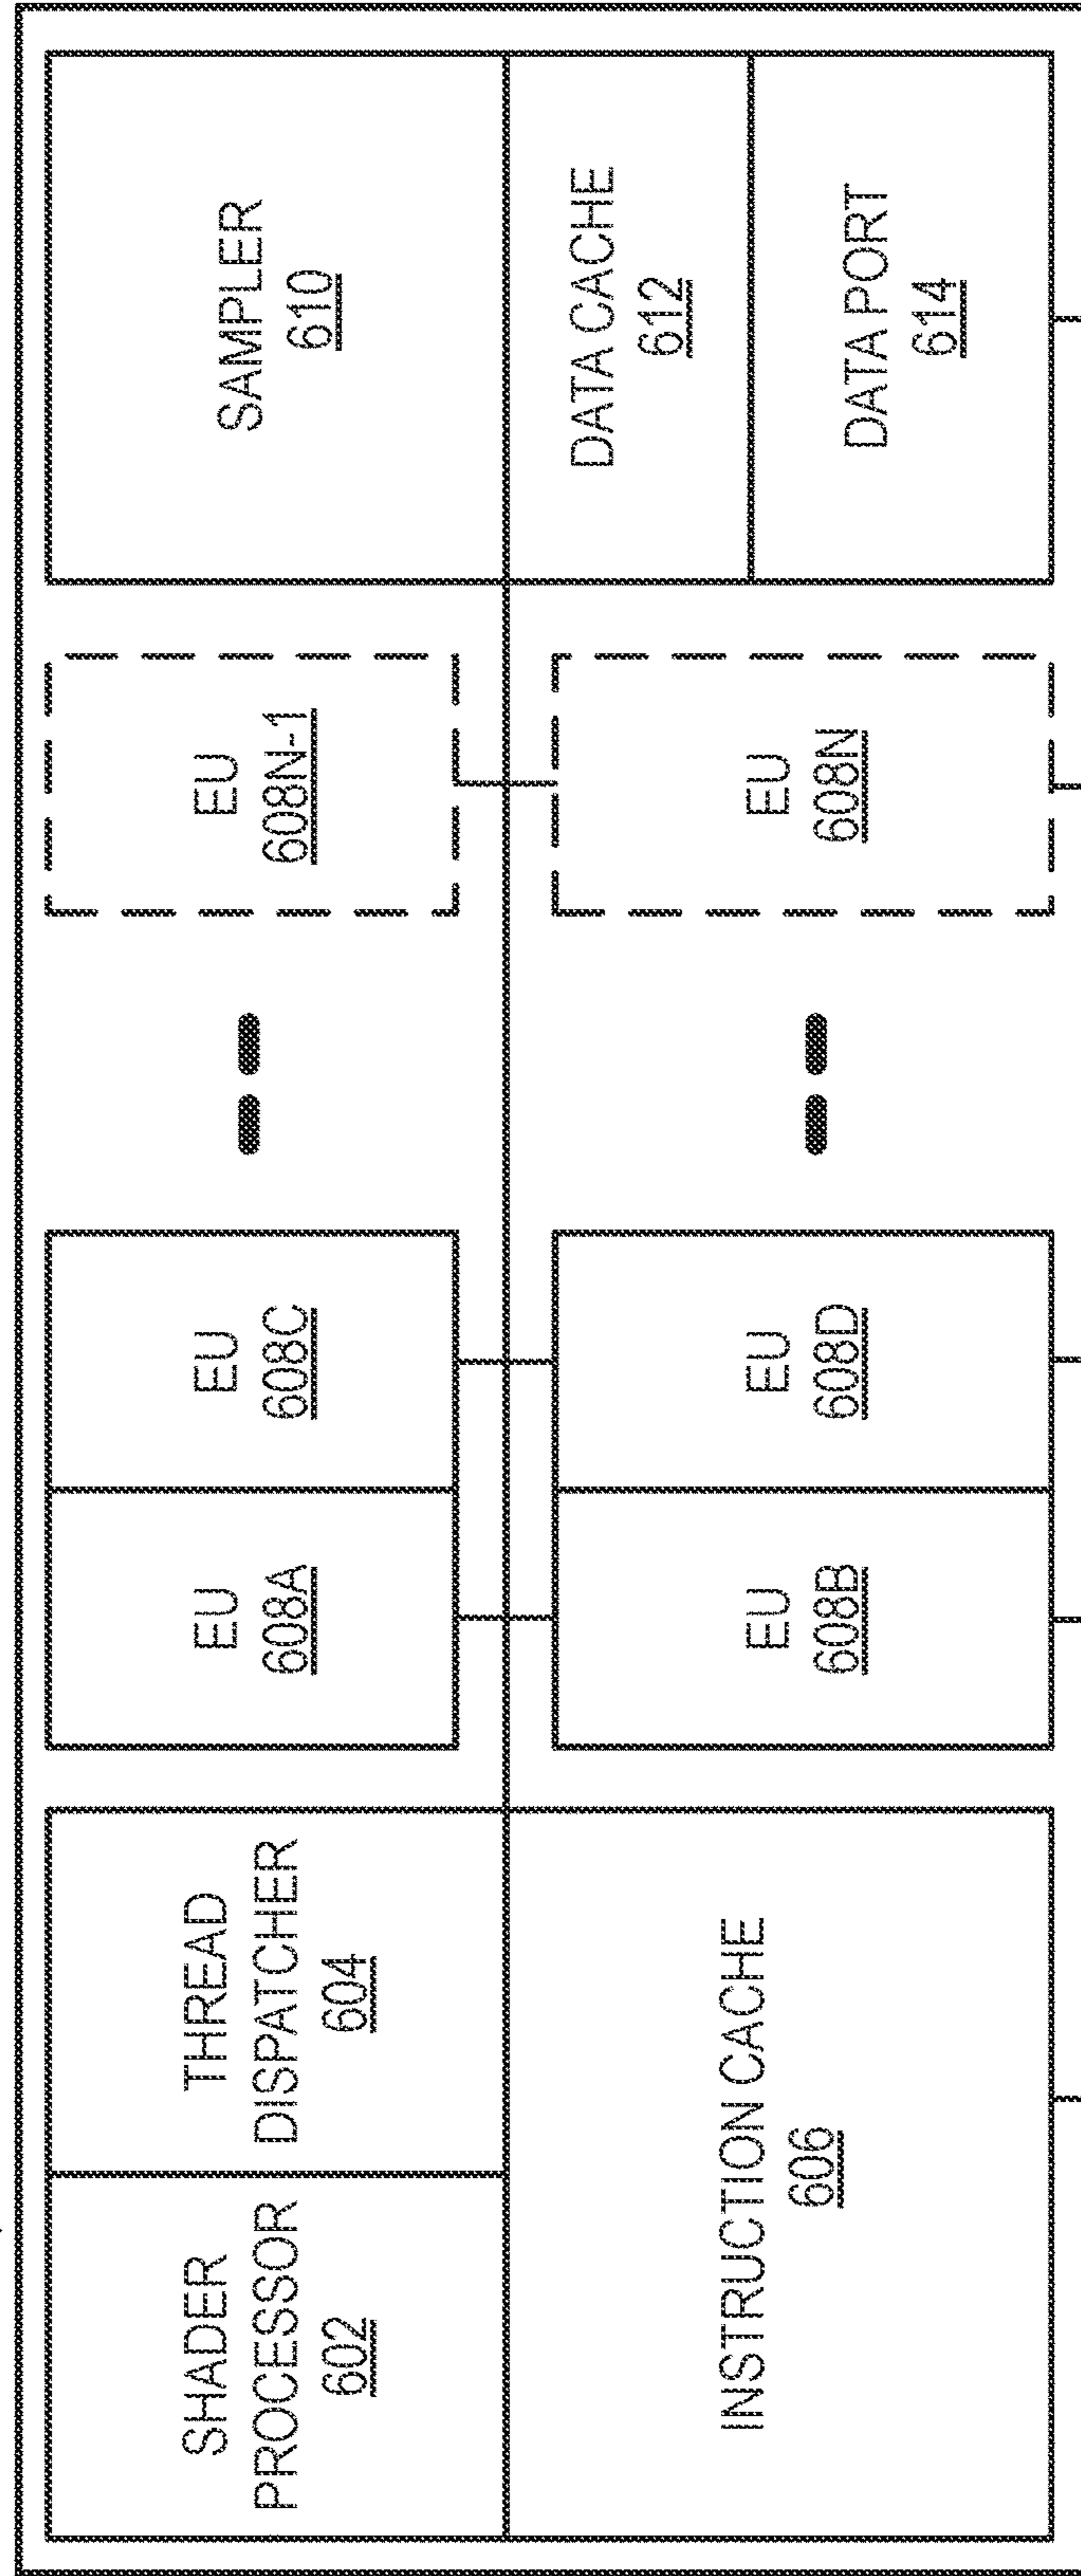 SHADER
PROCESSOR
602
THREAD
DISPATCHER
604
INSTRUCTION CACHE
606
EU
608A
EU
608C
EU
608B
EU
608D
EU
608N-1
EU
608N
SAMPLER
610
DATA CACHE
612
DATA PORT
614